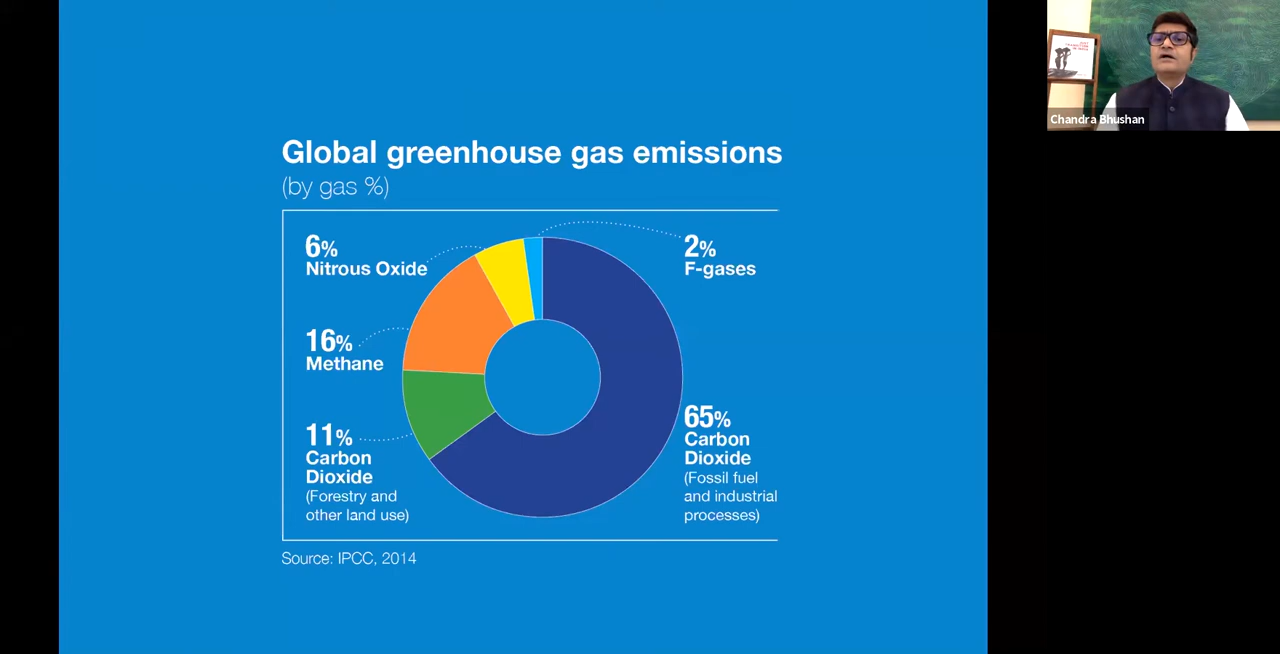 Global greenhouse gas emissions
(by gas %)
6%
Nitrous Oxide
2%
F-gases
16%
Methane
11%
Carbon
Dioxide
(Forestry and
other land use)
65%
Carbon
Dioxide
(Fossil fuel
and industrial
processes)
Source: IPCC, 2014
Chandra Bhushan